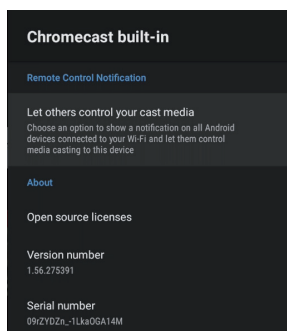 Chromecast built-in
Remote Control Notification
Let others control your cast media
Choose an option to show a notification on all Android
devices connected to your Wi-Fi and let them control
media casting to this device
About
Open source licenses
Version number
1.56.275391
Serial number
09rZYDZn_-1LkaOGA14M